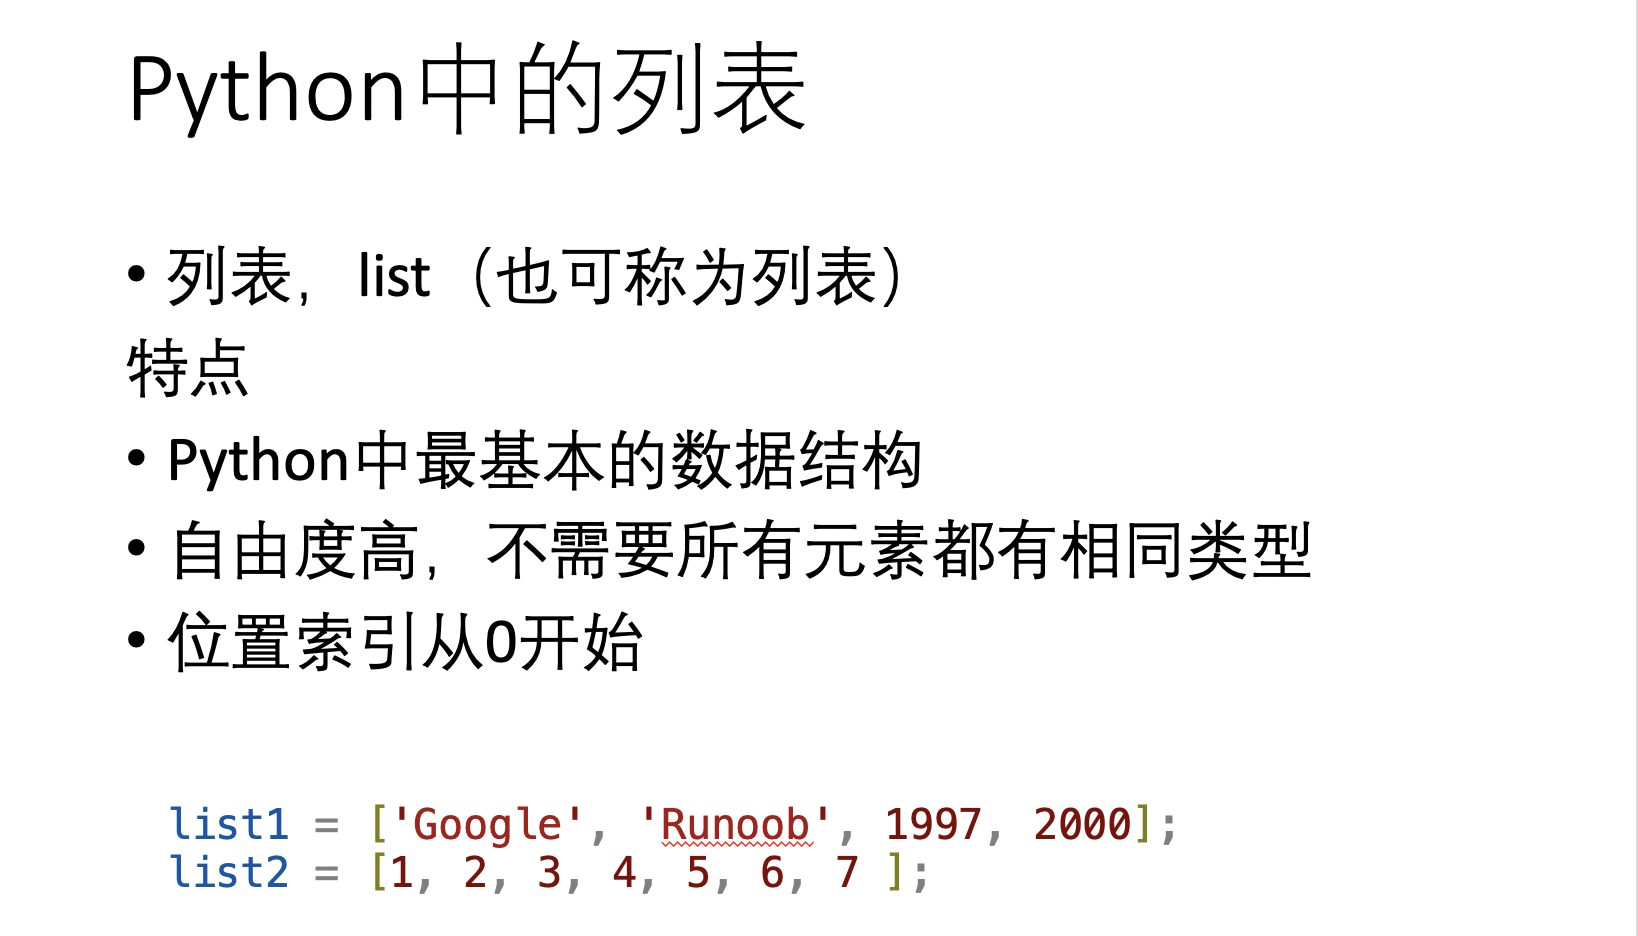 Python中的列表
• 列表，list（也可称为列表）
特点
• Python中最基本的数据结构
• 自由度高，不需要所有元素都有相同类型
• 位置索引从0开始
list1 = ['Google', 'Runoob', 1997, 2000];
list2 = [1, 2, 3, 4, 5, 6, 7 ];